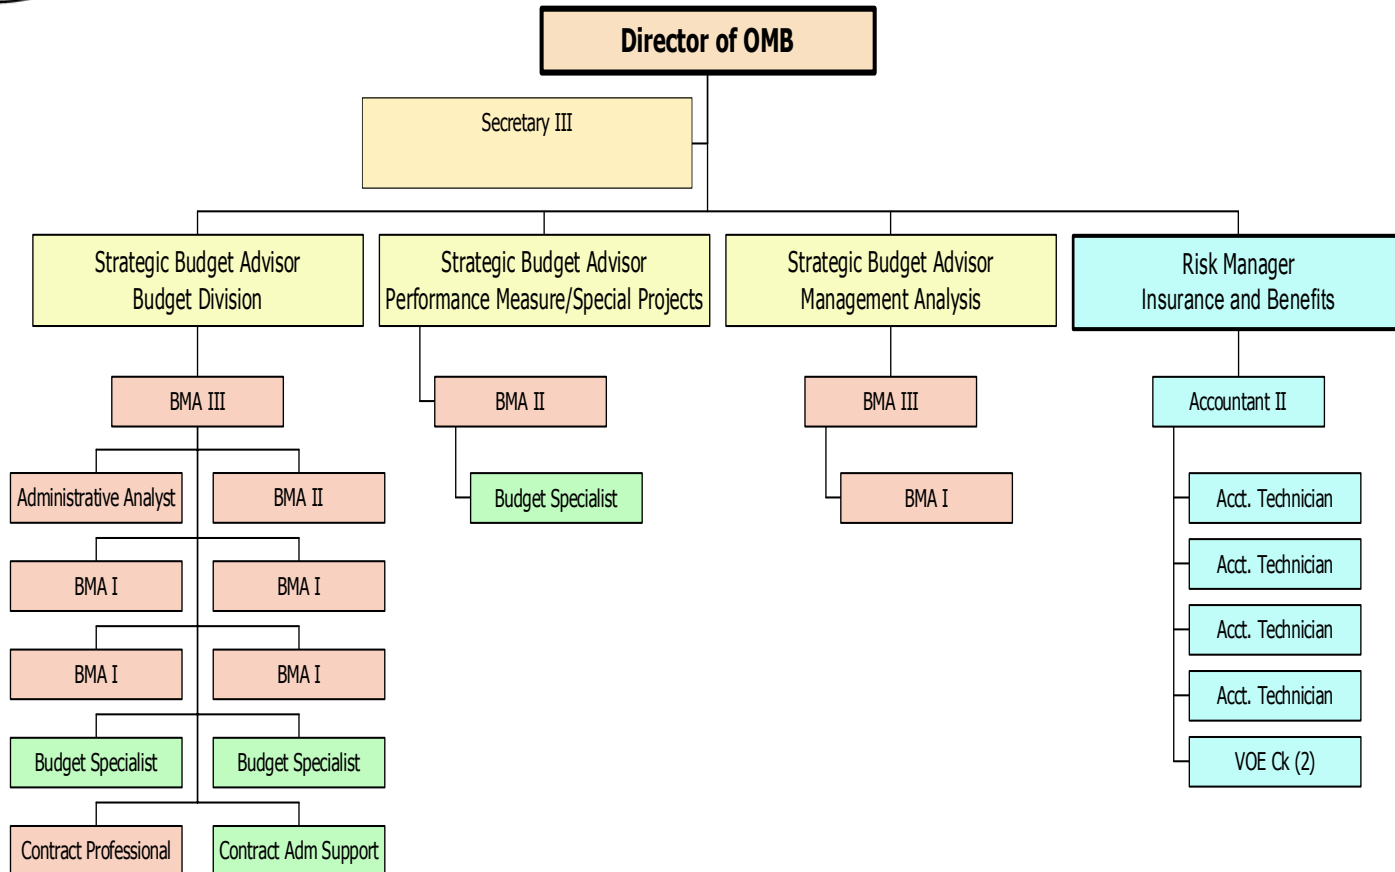 Director of OMB
Secretary III
Strategic Budget Advisor
Budget Division
Strategic Budget Advisor
Performance Measure/Special Projects
Strategic Budget Advisor
Management Analysis
Risk Manager
Insurance and Benefits
BMA III
BMA II
BMA III
Accountant II
Administrative Analyst
BMA II
Budget Specialist
BMA I
Acct. Technician
BMA I
BMA I
Acct. Technician
BMA I
BMA I
Acct. Technician
Acct. Technician
Budget Specialist
Budget Specialist
VOE Ck (2)
Contract Professional
Contract Adm Support